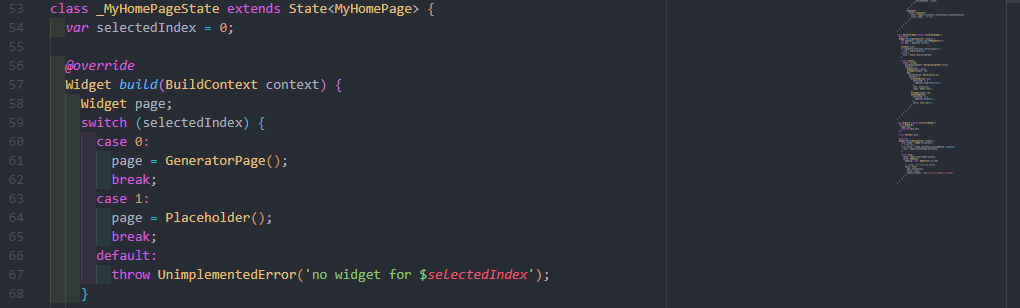 53 class _MyHomePageState extends State<MyHomePage> {
54   var selectedIndex = 0;
55
56   @override
57   Widget build(BuildContext context) {
58     Widget page;
59     switch (selectedIndex) {
60       case 0:
61         page = GeneratorPage();
62         break;
63       case 1:
64         page = Placeholder();
65         break;
66       default:
67         throw UnimplementedError('no widget for $selectedIndex');
68     }